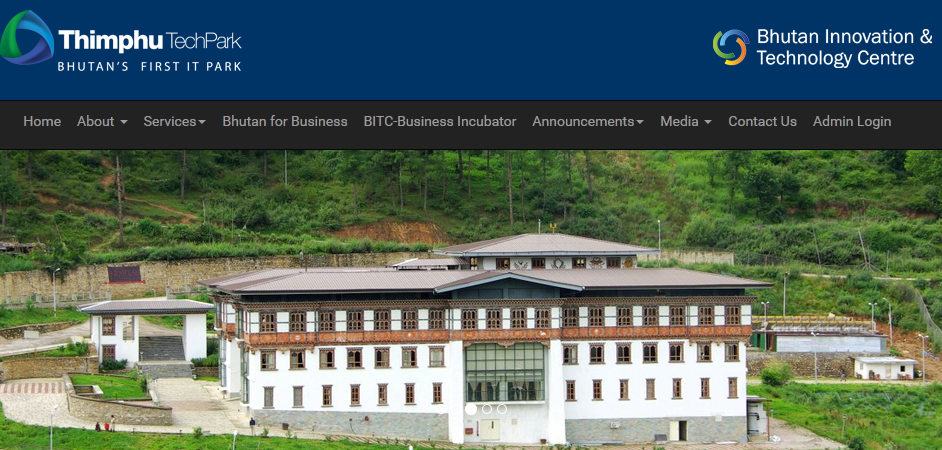 Thimphu TechPark
BHUTAN'S FIRST IT PARK
Bhutan Innovation &
Technology Centre
Home About Services Bhutan for Business BITC-Business Incubator Announcements Media Contact Us Admin Login